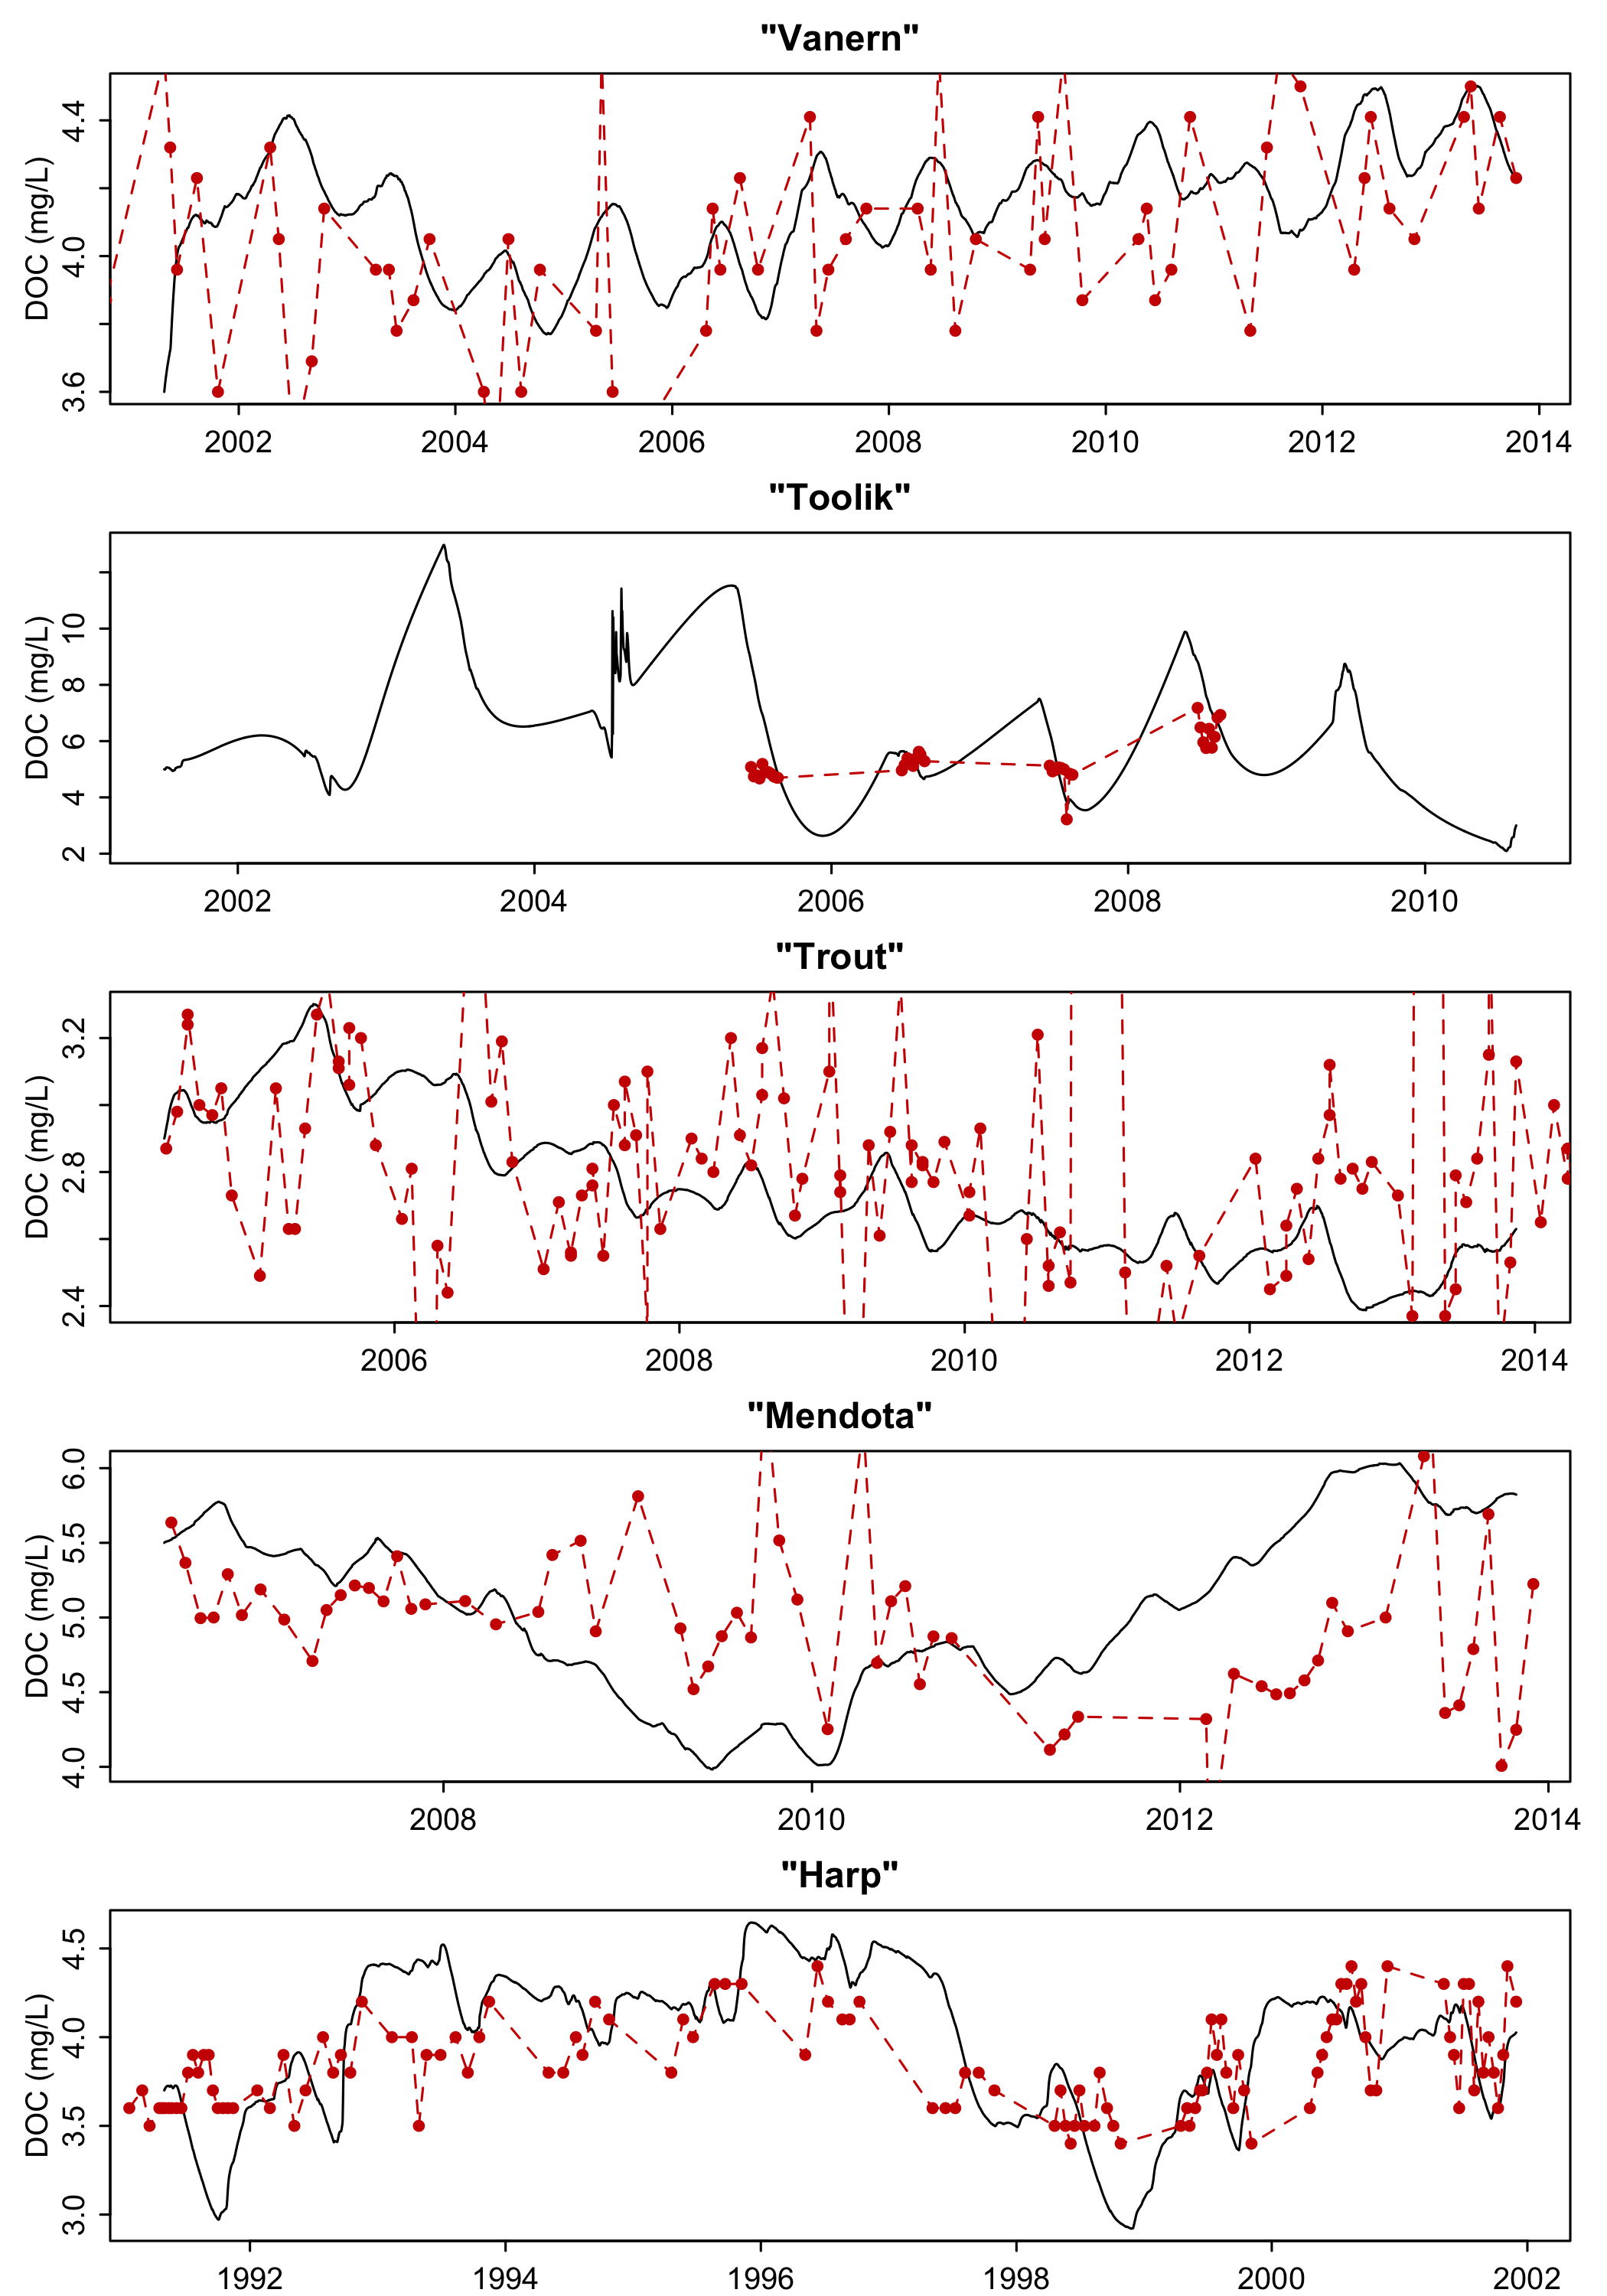 "Vanern"
DOC (mg/L)
4.4
4.0
3.6
2002 2004 2006 2008 2010 2012 2014
"Toolik"
DOC (mg/L)
10
8
6
4
2
2002 2004 2006 2008 2010
"Trout"
DOC (mg/L)
3.2
2.8
2.4
2006 2008 2010 2012 2014
"Mendota"
DOC (mg/L)
6.0
5.5
5.0
4.5
4.0
2008 2010 2012 2014
"Harp"
DOC (mg/L)
4.5
4.0
3.5
3.0
1992 1994 1996 1998 2000 2002